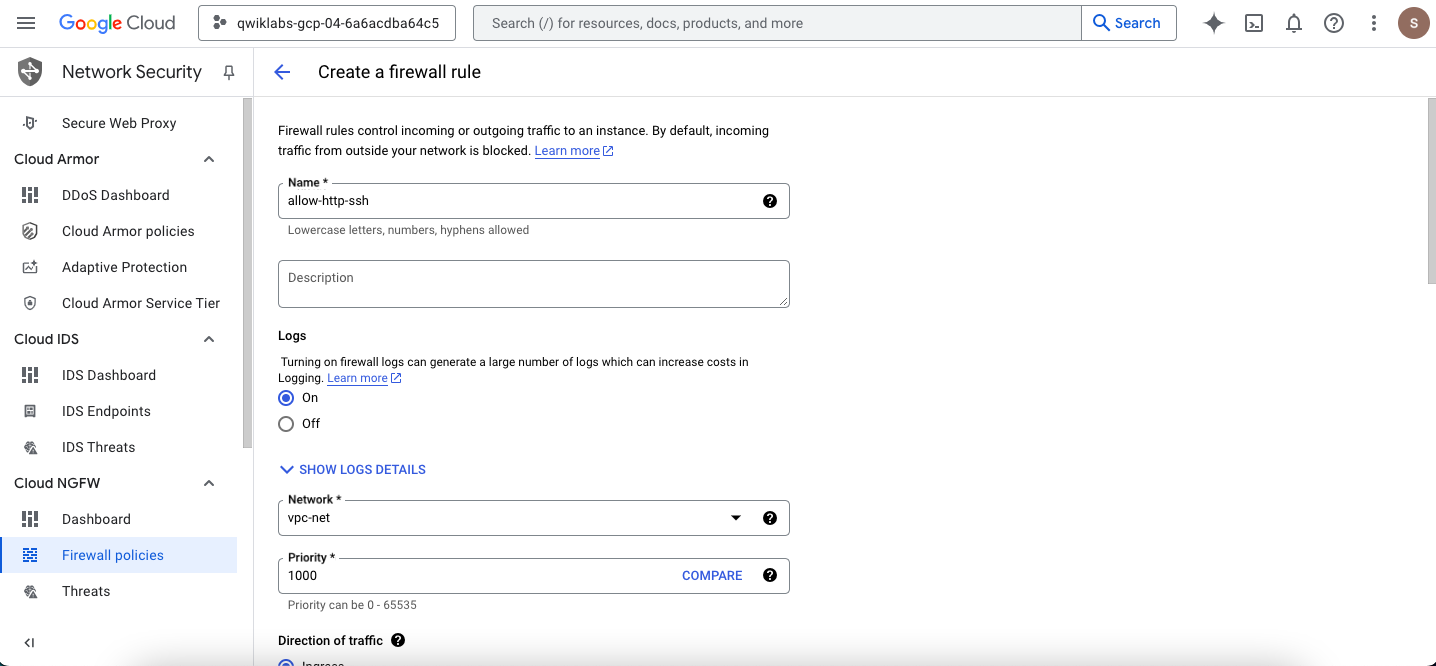 Google Cloud
qwiklabs-gcp-04-6a6acdba64c5
Search (/) for resources, docs, products, and more
Search
S
Network Security
Create a firewall rule
Secure Web Proxy
Cloud Armor
DDoS Dashboard
Cloud Armor policies
Adaptive Protection
Cloud Armor Service Tier
Cloud IDS
IDS Dashboard
IDS Endpoints
IDS Threats
Cloud NGFW
Dashboard
Firewall policies
Threats
Firewall rules control incoming or outgoing traffic to an instance. By default, incoming
traffic from outside your network is blocked. Learn more
Name *
allow-http-ssh
Lowercase letters, numbers, hyphens allowed
Description
Logs
Turning on firewall logs can generate a large number of logs which can increase costs in
Logging. Learn more
On
Off
SHOW LOGS DETAILS
Network *
vpc-net
Priority *
1000
COMPARE
Priority can be 0 - 65535
Direction of traffic
Ingress